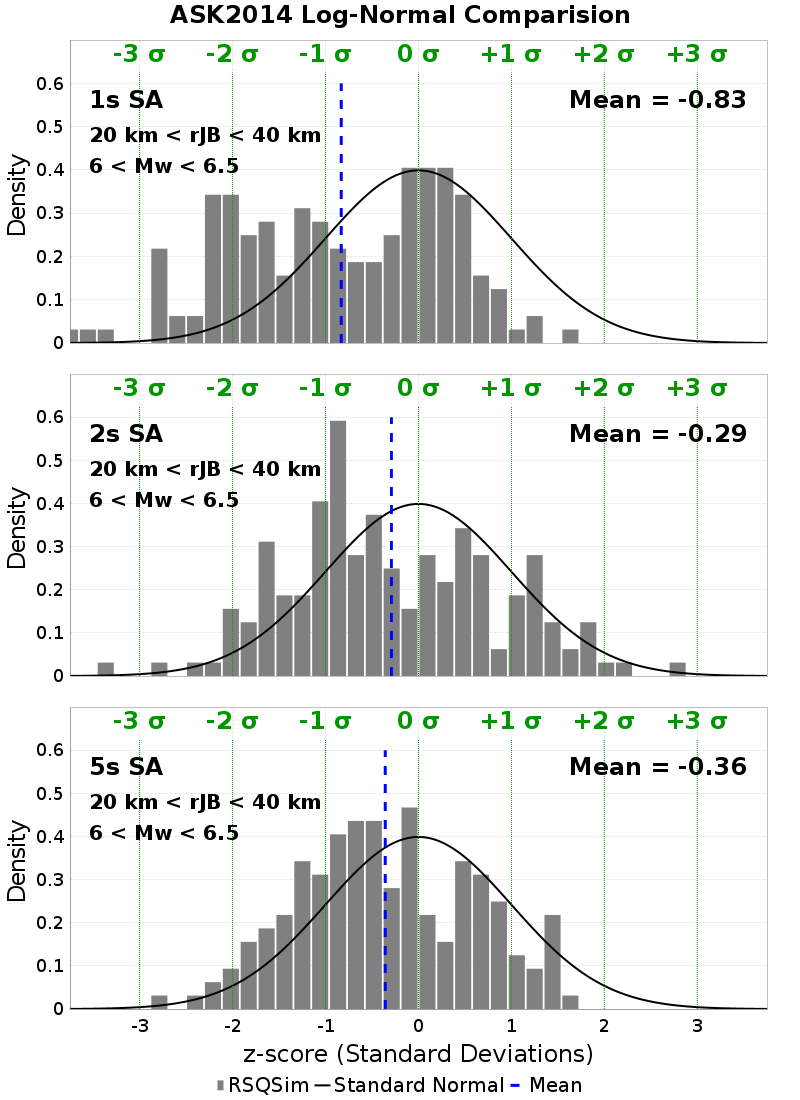 ASK2014 Log-Normal Comparision
-3 σ -2 σ -1 σ 0 σ +1 σ +2 σ +3 σ
1s SA Mean = -0.83
20 km < rJB < 40 km
6 < Mw < 6.5
0.6
0.5
0.4
0.3
0.2
0.1
0
Density
-3 σ -2 σ -1 σ 0 σ +1 σ +2 σ +3 σ
2s SA Mean = -0.29
20 km < rJB < 40 km
6 < Mw < 6.5
0.6
0.5
0.4
0.3
0.2
0.1
0
Density
-3 σ -2 σ -1 σ 0 σ +1 σ +2 σ +3 σ
5s SA Mean = -0.36
20 km < rJB < 40 km
6 < Mw < 6.5
0.6
0.5
0.4
0.3
0.2
0.1
0
Density
-3 -2 -1 0 1 2 3
z-score (Standard Deviations)
RSQSim Standard Normal Mean